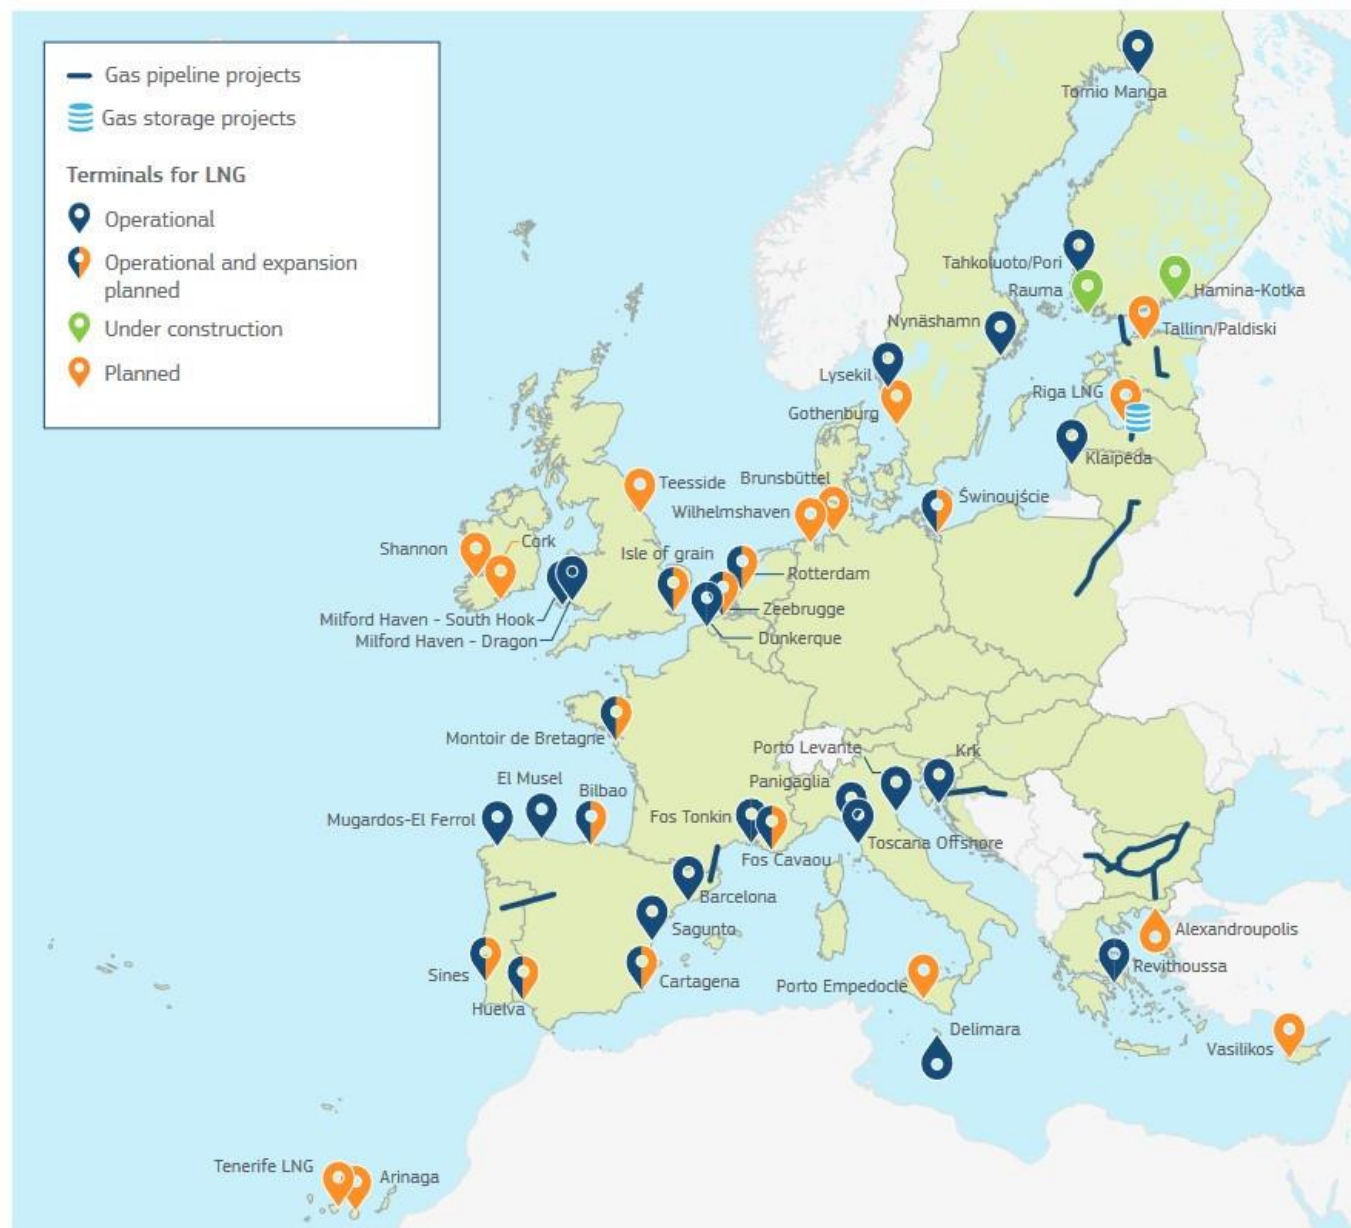 Gas pipeline projects
Gas storage projects
Terminals for LNG
Operational
Operational and expansion
planned
Under construction
Planned
Tornio Manga
Tahkoluoto/Pori
Rauma
Hamina-Kotka
Nynäshamn
Tallinn/Paldiski
Lysekil
Riga LNG
Gothenburg
Klaipeda
Teesside
Brunsbüttel
Świnoujście
Wilhelmshaven
Shannon
Cork
Isle of grain
Rotterdam
Zeebrugge
Milford Haven - South Hook
Milford Haven - Dragon
Dunkerque
Montoir de Bretagne
Porto Levante
Krk
El Musel
Bilbao
Panigaglia
Mugardos-El Ferrol
Fos Tonkin
Toscana Offshore
Fos Cavaou
Barcelona
Sagunto
Alexandroupolis
Revithoussa
Sines
Cartagena
Porto Empedocle
Huelva
Delimara
Vasilikos
Tenerife LNG
Arinaga